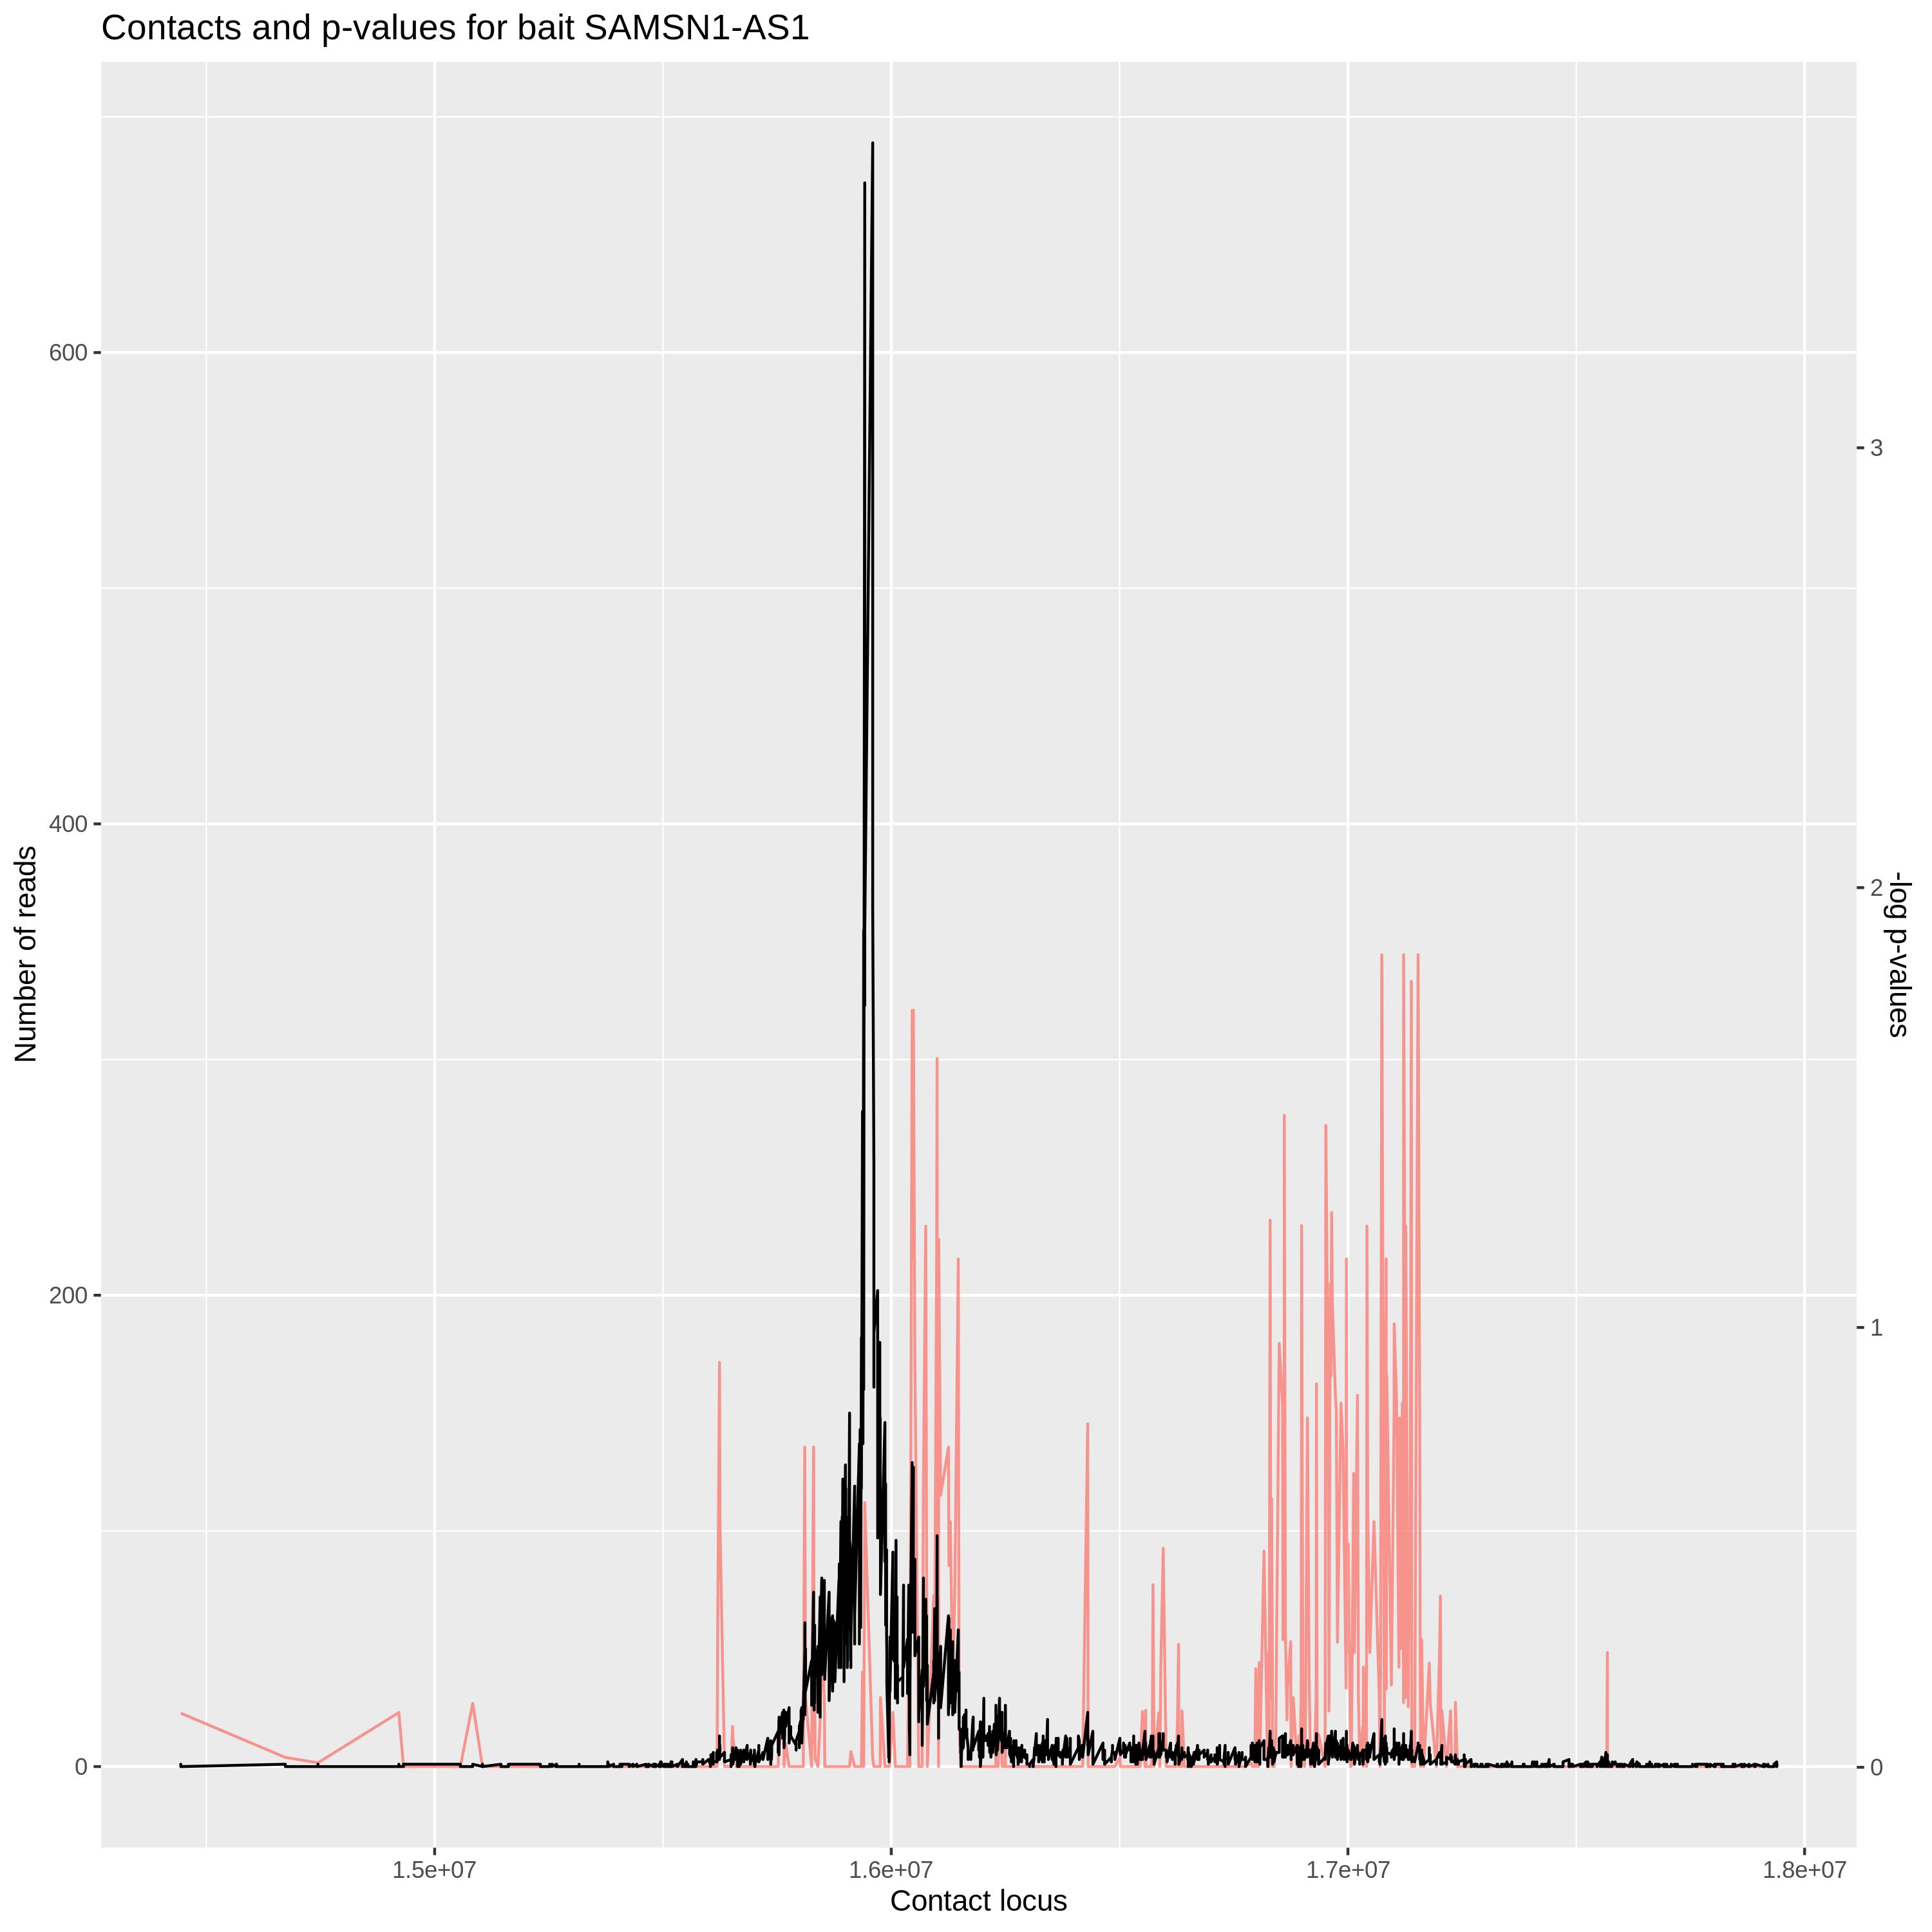 Contacts and p-values for bait SAMSN1-AS1
Number of reads
600
400
200
0
3
2
1
0
-log p-values
1.5e+07
1.6e+07
1.7e+07
1.8e+07
Contact locus